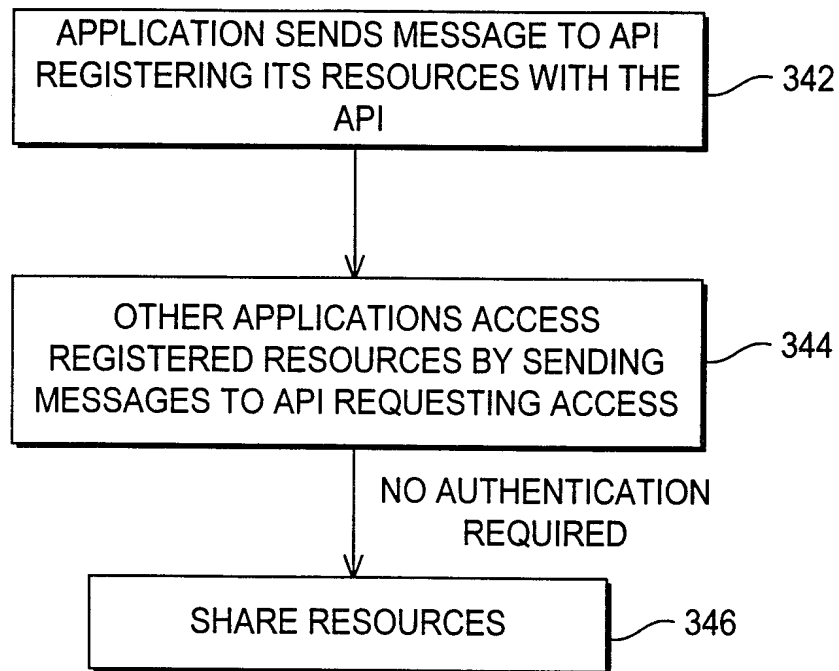 APPLICATION SENDS MESSAGE TO API
REGISTERING ITS RESOURCES WITH THE
API
342
OTHER APPLICATIONS ACCESS
REGISTERED RESOURCES BY SENDING
MESSAGES TO API REQUESTING ACCESS
344
NO AUTHENTICATION
REQUIRED
SHARE RESOURCES
346